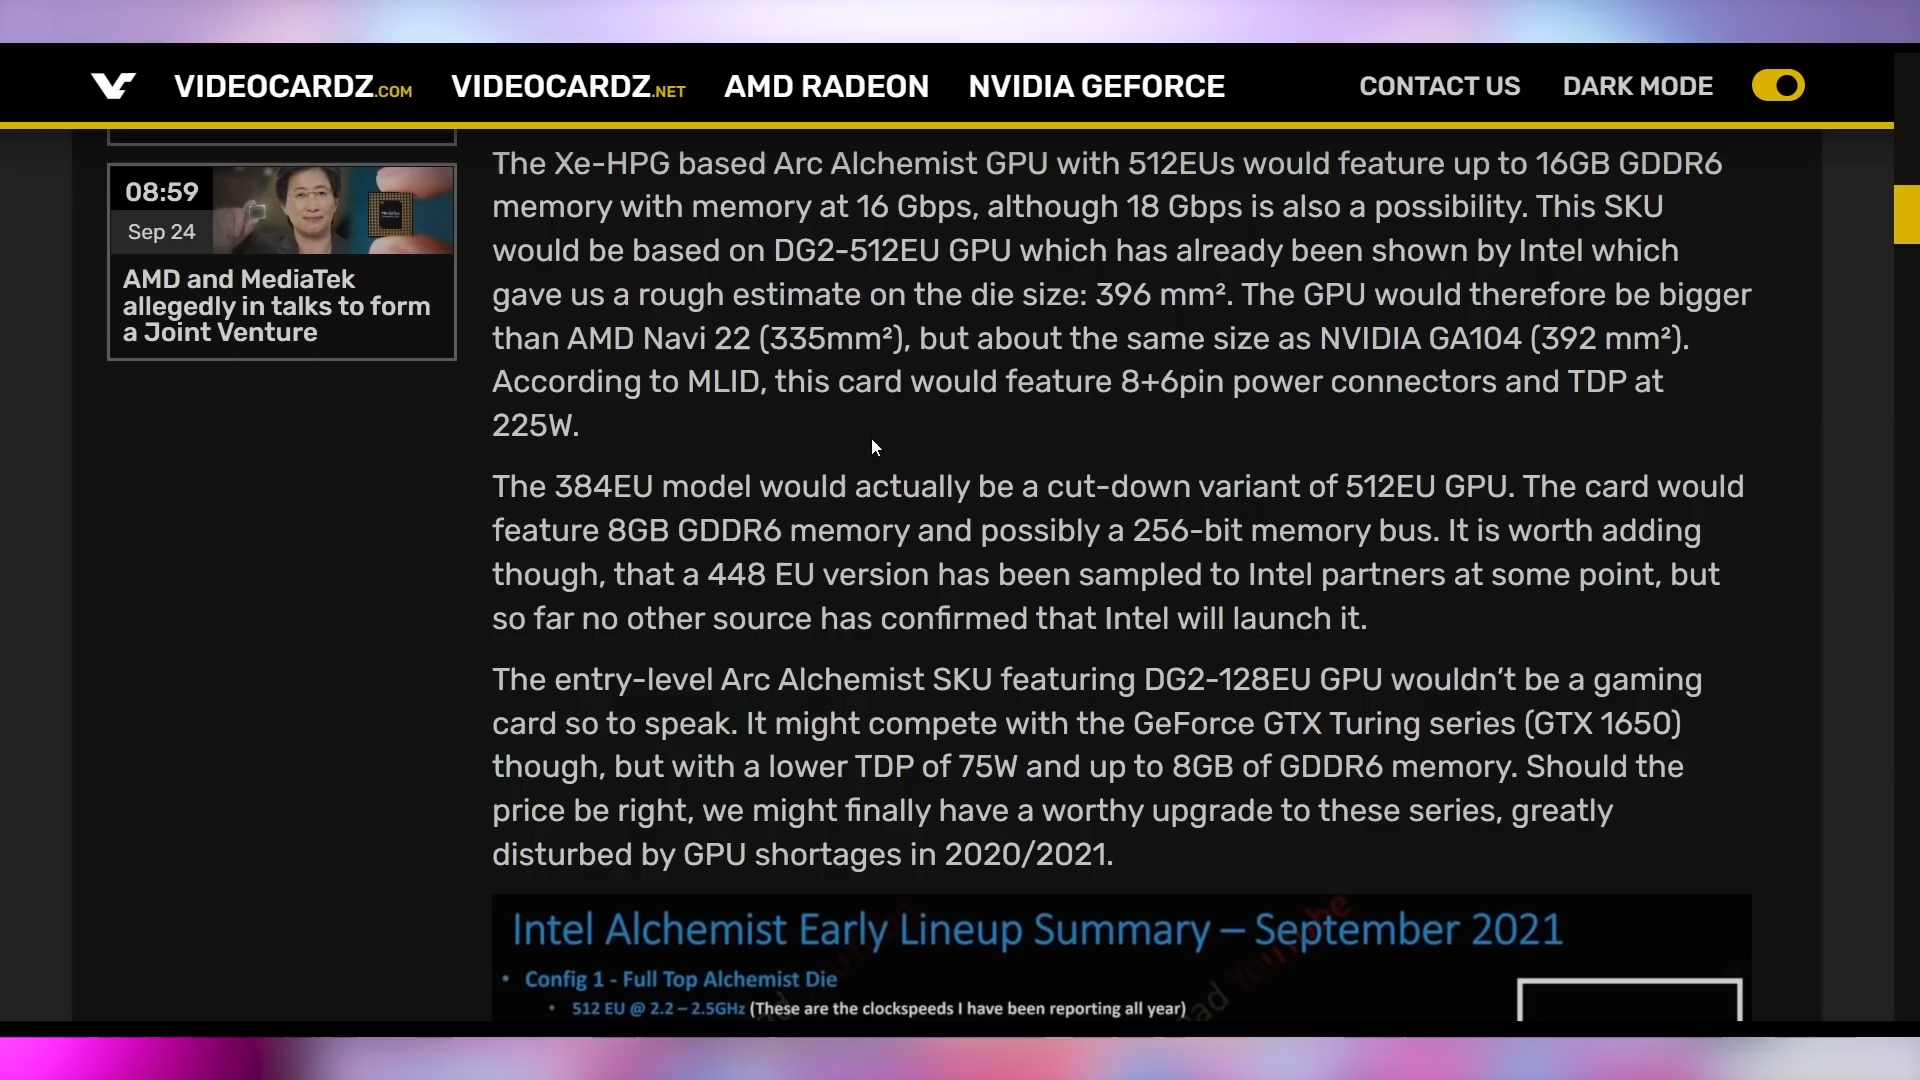 VIDEOCARDZ.COM VIDEOCARDZ.NET AMD RADEON NVIDIA GEFORCE CONTACT US DARK MODE
08:59
Sep 24
AMD and MediaTek
allegedly in talks to form
a Joint Venture
The Xe-HPG based Arc Alchemist GPU with 512EUs would feature up to 16GB GDDR6
memory with memory at 16 Gbps, although 18 Gbps is also a possibility. This SKU
would be based on DG2-512EU GPU which has already been shown by Intel which
gave us a rough estimate on the die size: 396 mm². The GPU would therefore be bigger
than AMD Navi 22 (335mm²), but about the same size as NVIDIA GA104 (392 mm²).
According to MLID, this card would feature 8+6pin power connectors and TDP at
225W.
The 384EU model would actually be a cut-down variant of 512EU GPU. The card would
feature 8GB GDDR6 memory and possibly a 256-bit memory bus. It is worth adding
though, that a 448 EU version has been sampled to Intel partners at some point, but
so far no other source has confirmed that Intel will launch it.
The entry-level Arc Alchemist SKU featuring DG2-128EU GPU wouldn’t be a gaming
card so to speak. It might compete with the GeForce GTX Turing series (GTX 1650)
though, but with a lower TDP of 75W and up to 8GB of GDDR6 memory. Should the
price be right, we might finally have a worthy upgrade to these series, greatly
disturbed by GPU shortages in 2020/2021.
Intel Alchemist Early Lineup Summary – September 2021
• Config 1 - Full Top Alchemist Die
• 512 EU @ 2.2 – 2.5GHz (These are the clockspeeds I have been reporting all year)